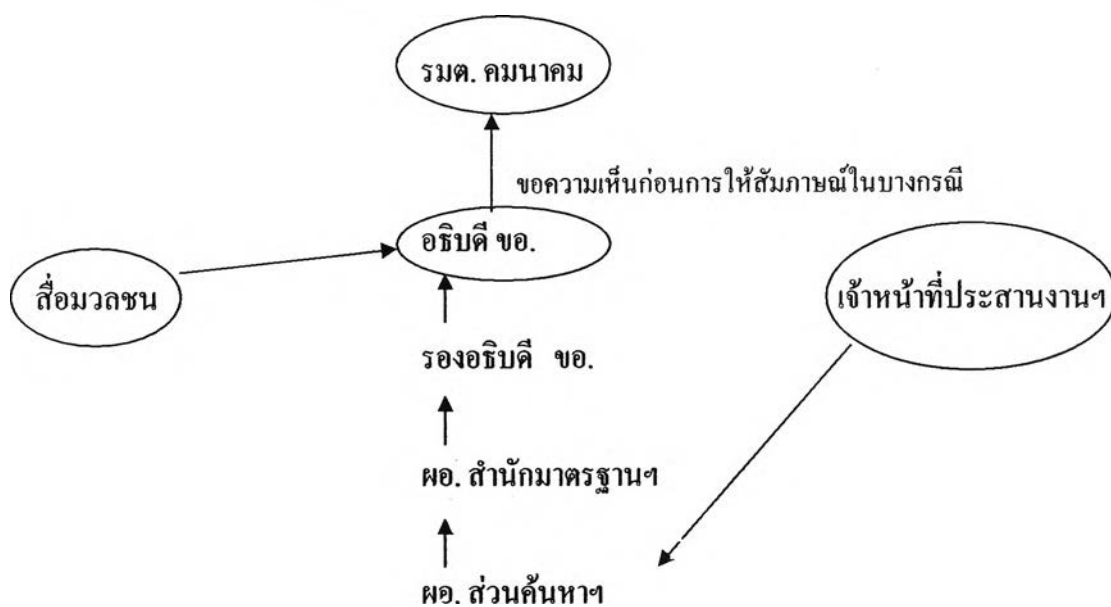 รมต. คมนาคม
ขอความเห็นก่อนการให้สัมภาษณ์ในบางกรณี
อธิบดี ขอ.
สื่อมวลชน
เจ้าหน้าที่ประสานงานฯ
รองอธิบดี ขอ.
ผอ. สำนักมาตรฐานฯ
ผอ. ส่วนค้นหาฯ